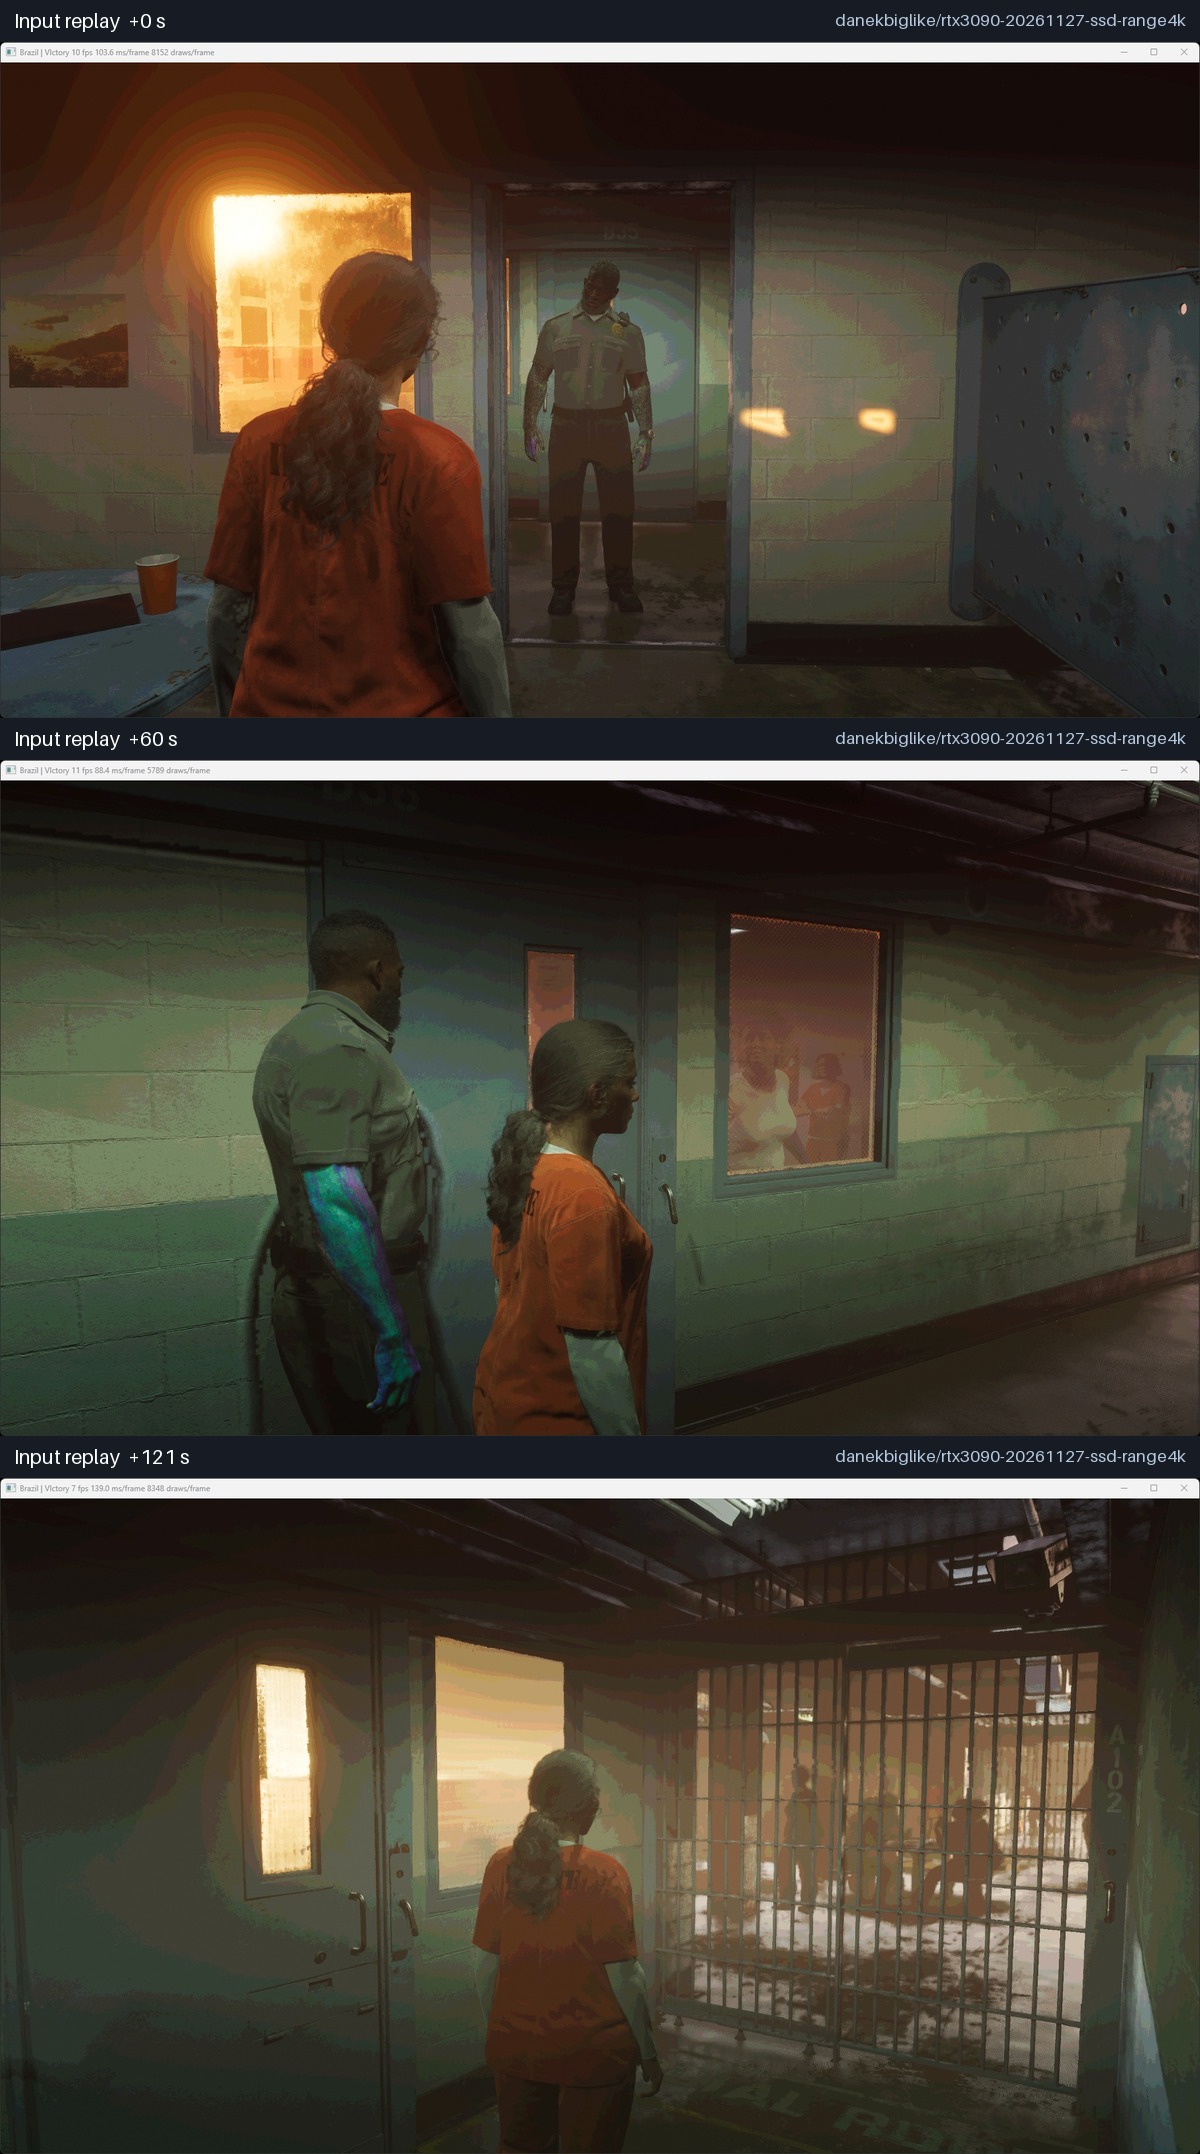 Input replay +0 s
danekbiglike/rtx3090-20261127-ssd-range4k
Brazil | VIctory 10 fps 103.6 ms/frame 8152 draws/frame
B35
Input replay +60 s
danekbiglike/rtx3090-20261127-ssd-range4k
Brazil | VIctory 11 fps 88.4 ms/frame 5789 draws/frame
Input replay +121 s
danekbiglike/rtx3090-20261127-ssd-range4k
Brazil | VIctory 7 fps 139.0 ms/frame 8348 draws/frame
A102